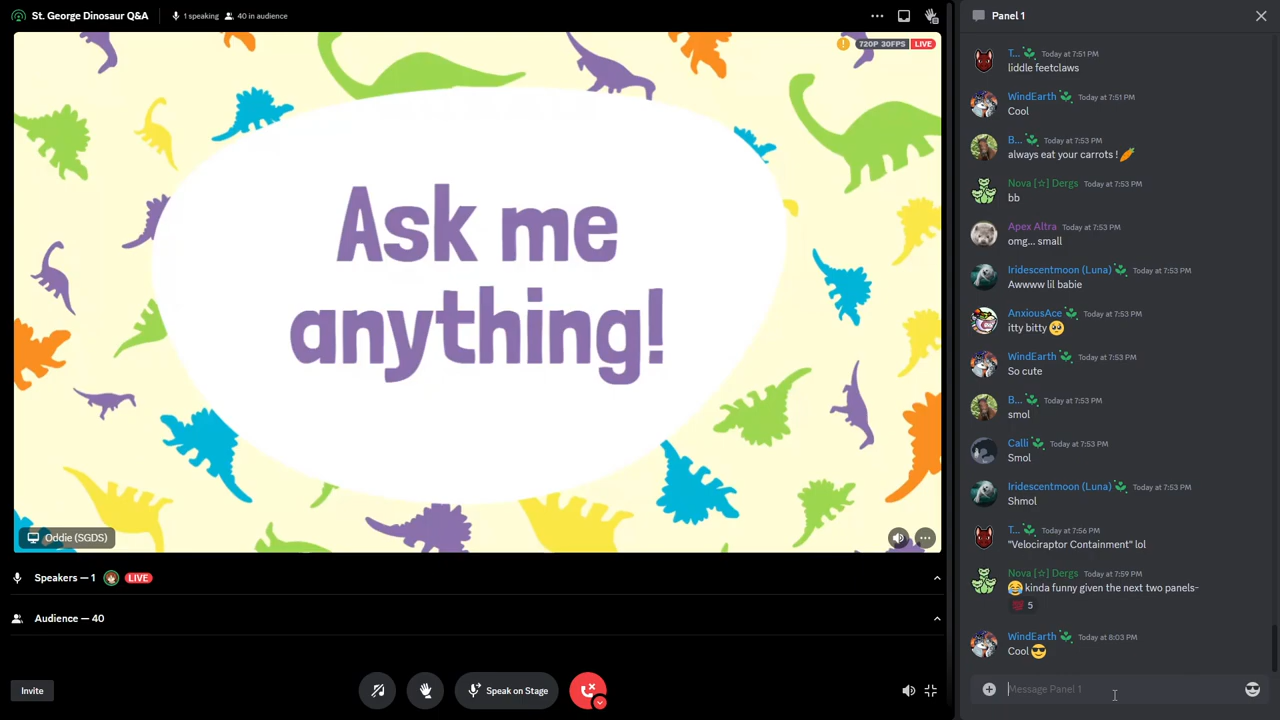 St. George Dinosaur Q&A
1 speaking
40 in audience
720P 30FPS
LIVE
Ask me
anything!
Oddie (SGDS)
Speakers — 1
LIVE
Audience — 40
Invite
Speak on Stage
Panel 1
T... Today at 7:51 PM
liddle feetclaws
WindEarth Today at 7:51 PM
Cool
B... Today at 7:53 PM
always eat your carrots ! 🥕
Nova [☆] Dergs Today at 7:53 PM
bb
Apex Altra Today at 7:53 PM
omg... small
Iridescentmoon (Luna) Today at 7:53 PM
Awwww lil babie
AnxiousAce Today at 7:53 PM
itty bitty 🥺
WindEarth Today at 7:53 PM
So cute
B... Today at 7:53 PM
smol
Calli Today at 7:53 PM
Smol
Iridescentmoon (Luna) Today at 7:53 PM
Shmol
T... Today at 7:56 PM
"Velociraptor Containment" lol
Nova [☆] Dergs Today at 7:59 PM
😂 kinda funny given the next two panels-
5
WindEarth Today at 8:03 PM
Cool 😎
Message Panel 1